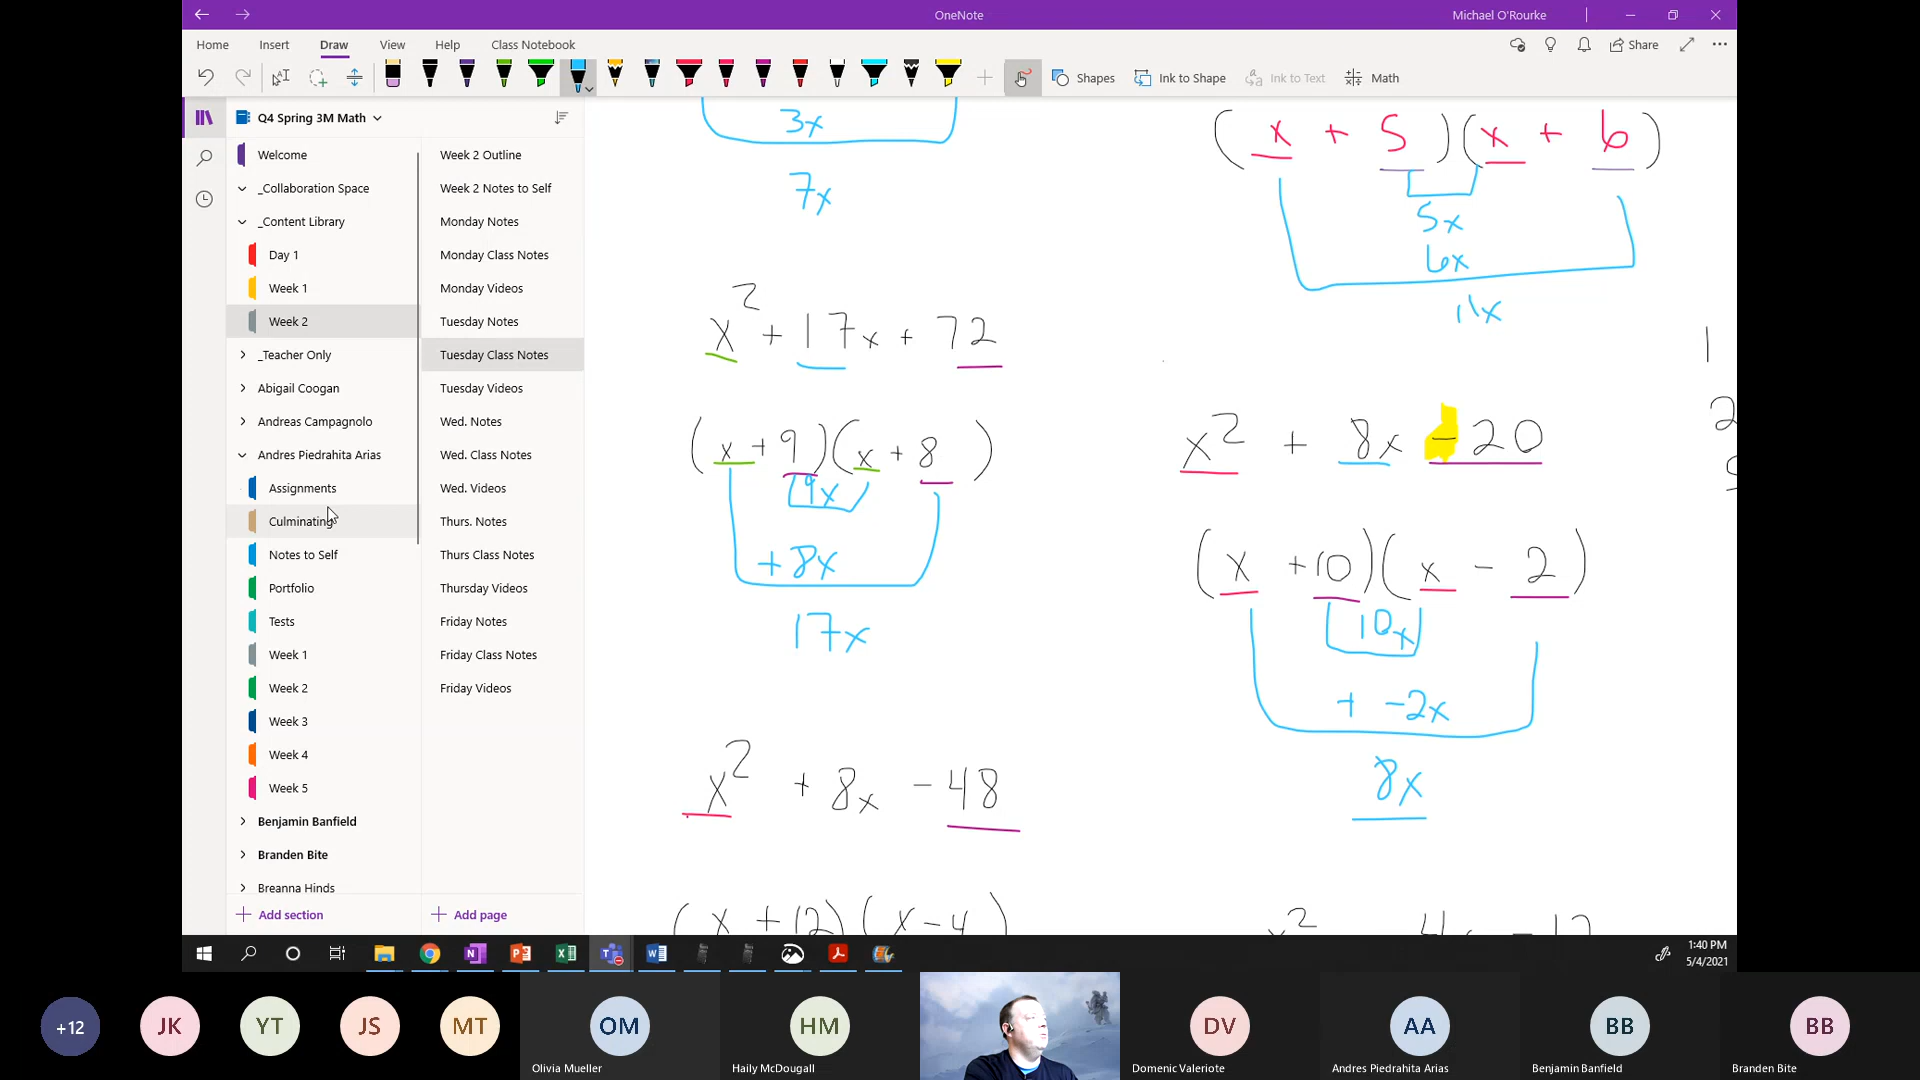 OneNote
Michael O'Rourke
Home Insert Draw View Help Class Notebook
Share
Shapes Ink to Shape Ink to Text Math
Q4 Spring 3M Math
Welcome
_Collaboration Space
_Content Library
Day 1
Week 1
Week 2
_Teacher Only
Abigail Coogan
Andreas Campagnolo
Andres Piedrahita Arias
Assignments
Culminating
Notes to Self
Portfolio
Tests
Week 1
Week 2
Week 3
Week 4
Week 5
Benjamin Banfield
Branden Bite
Breanna Hinds
Add section
Week 2 Outline
Week 2 Notes to Self
Monday Notes
Monday Class Notes
Monday Videos
Tuesday Notes
Tuesday Class Notes
Tuesday Videos
Wed. Notes
Wed. Class Notes
Wed. Videos
Thurs. Notes
Thurs Class Notes
Thursday Videos
Friday Notes
Friday Class Notes
Friday Videos
Add page
3x
7x
x² + 17x + 72
(x + 9)(x + 8)
9x
+ 8x
17x
x² + 8x - 48
(x + 12)(x - 4)
(x + 5)(x + 6)
5x
6x
11x
x² + 8x - 20
(x + 10)(x - 2)
10x
+ -2x
8x
1
2
1:40 PM
5/4/2021
+12 JK YT JS MT OM HM DV AA BB BB
Olivia Mueller Haily McDougall Domenic Valeriote Andres Piedrahita Arias Benjamin Banfield Branden Bite